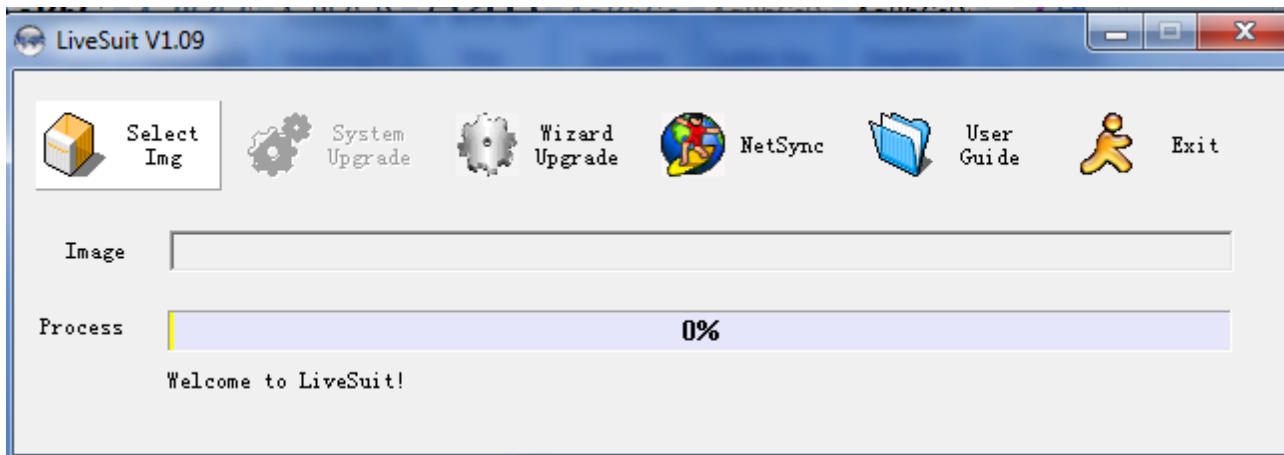 LiveSuit V1.09
Select
Img
System
Upgrade
Wizard
Upgrade
NetSync
User
Guide
Exit
Image
Process
0%
Welcome to LiveSuit!